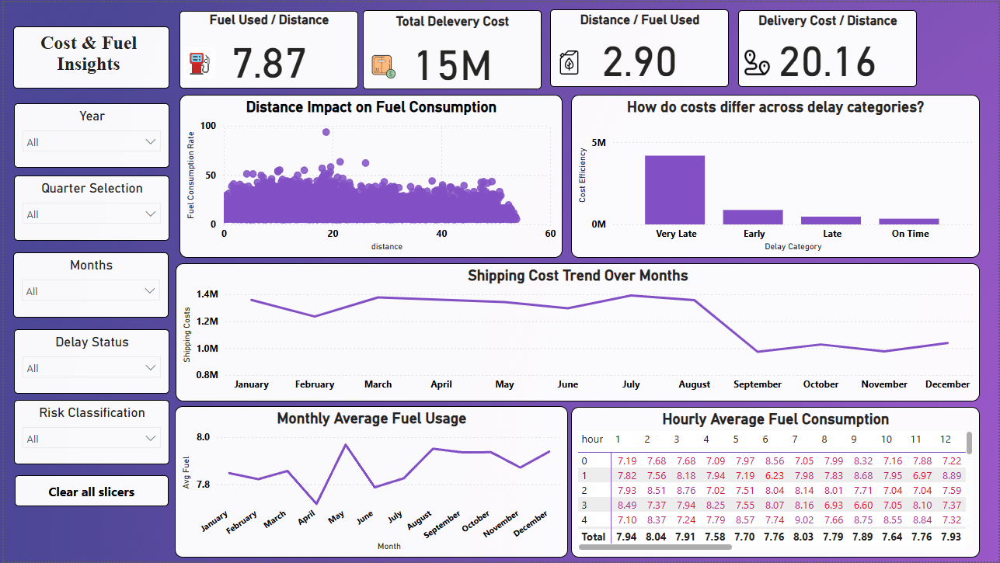 Cost & Fuel
Insights
Fuel Used / Distance
7.87
Total Delevery Cost
15M
Distance / Fuel Used
2.90
Delivery Cost / Distance
20.16
Year
All
Quarter Selection
All
Months
All
Delay Status
All
Risk Classification
All
Clear all slicers
Distance Impact on Fuel Consumption
Fuel Consumption Rate
100
50
0
0 20 40 60
distance
How do costs differ across delay categories?
Cost Efficiency
5M
0M
Very Late Early Late On Time
Delay Category
Shipping Cost Trend Over Months
Shipping Costs
1.4M
1.2M
1.0M
0.8M
January February March April May June July August September October November December
Monthly Average Fuel Usage
Avg Fuel
8.0
7.8
January February March April May June July August September October November December
Month
Hourly Average Fuel Consumption
hour 1 2 3 4 5 6 7 8 9 10 11 12
0 7.19 7.68 7.68 7.09 7.97 8.56 7.05 7.99 8.32 7.16 7.88 7.22
1 7.82 7.56 8.18 7.94 7.19 6.23 7.98 7.83 8.68 7.95 6.97 8.89
2 7.93 8.51 8.76 7.02 7.51 8.04 8.14 8.01 7.71 7.04 7.04 7.59
3 8.49 7.37 7.94 8.25 7.55 8.07 8.16 6.93 6.60 7.05 8.10 7.37
4 7.10 8.37 7.24 7.79 8.57 7.74 9.02 7.66 8.75 8.55 8.84 7.32
Total 7.94 8.04 7.91 7.58 7.70 7.76 8.03 7.79 7.89 7.64 7.76 7.93